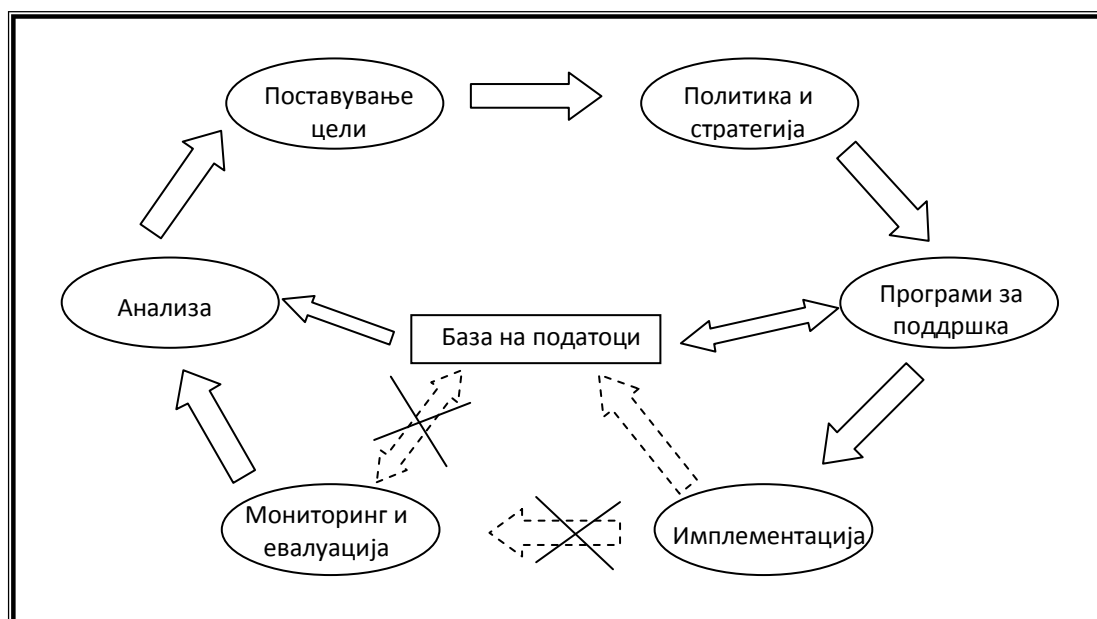 Поставување
цели
Политика и
стратегија
Анализа
База на податоци
Програми за
поддршка
Мониторинг и
евалуација
Имплементација